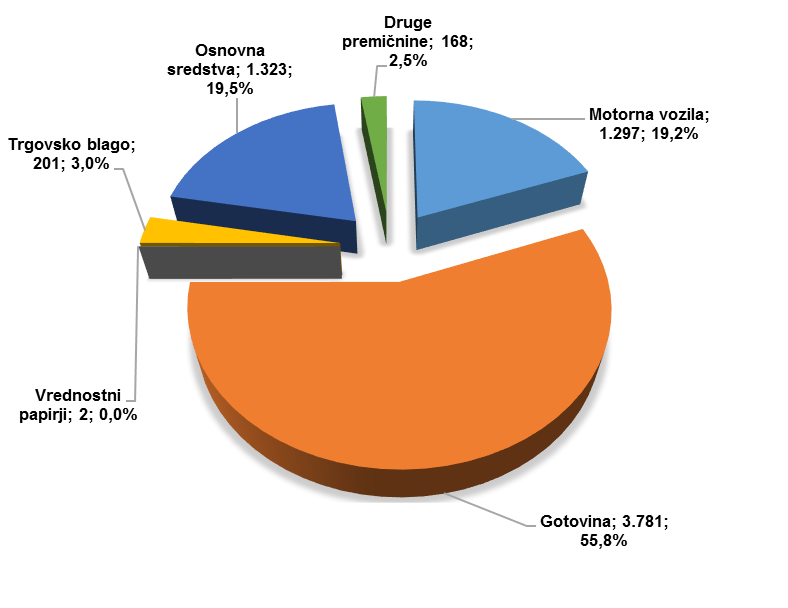 Druge
premičnine; 168;
2,5%
Osnovna
sredstva; 1.323;
19,5%
Motorna vozila;
1.297; 19,2%
Trgovsko blago;
201; 3,0%
Vrednostni
papirji; 2; 0,0%
Gotovina; 3.781;
55,8%